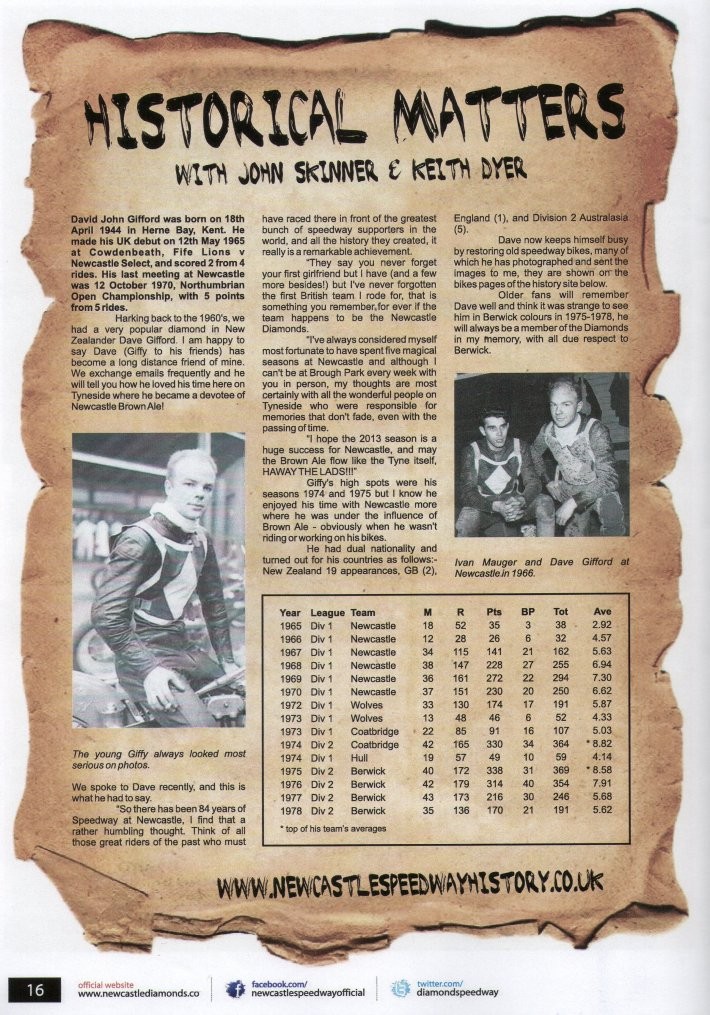 HISTORICAL MATTERS
WITH JOHN SKINNER & KEITH DYER
David John Gifford was born on 18th
April 1944 in Herne Bay, Kent. He
made his UK debut on 12th May 1965
at Cowdenbeath, Fife Lions v
Newcastle Select, and scored 2 from 4
rides. His last meeting at Newcastle
was 12 October 1970, Northumbrian
Open Championship, with 5 points
from 5 rides.
Harking back to the 1960's, we
had a very popular diamond in New
Zealander Dave Gifford. I am happy to
say Dave (Giffy to his friends) has
become a long distance friend of mine.
We exchange emails frequently and he
will tell you how he loved his time here on
Tyneside where he became a devotee of
Newcastle Brown Ale!
The young Giffy always looked most
serious on photos.
We spoke to Dave recently, and this is
what he had to say.
"So there has been 84 years of
Speedway at Newcastle, I find that a
rather humbling thought. Think of all
those great riders of the past who must
have raced there in front of the greatest
bunch of speedway supporters in the
world, and all the history they created, it
really is a remarkable achievement.
"They say you never forget
your first girlfriend but I have (and a few
more besides!) but I've never forgotten
the first British team I rode for, that is
something you remember,for ever if the
team happens to be the Newcastle
Diamonds.
"I've always considered myself
most fortunate to have spent five magical
seasons at Newcastle and although I
can't be at Brough Park every week with
you in person, my thoughts are most
certainly with all the wonderful people on
Tyneside who were responsible for
memories that don't fade, even with the
passing of time.
"I hope the 2013 season is a
huge success for Newcastle, and may
the Brown Ale flow like the Tyne itself,
HAWAY THE LADS!!!"
Giffy's high spots were his
seasons 1974 and 1975 but I know he
enjoyed his time with Newcastle more
where he was under the influence of
Brown Ale - obviously when he wasn't
riding or working on his bikes.
He had dual nationality and
turned out for his countries as follows:-
New Zealand 19 appearances, GB (2),
England (1), and Division 2 Australasia
(5).
Dave now keeps himself busy
by restoring old speedway bikes, many of
which he has photographed and sent the
images to me, they are shown on the
bikes pages of the history site below.
Older fans will remember
Dave well and think it was strange to see
him in Berwick colours in 1975-1978, he
will always be a member of the Diamonds
in my memory, with all due respect to
Berwick.
Ivan Mauger and Dave Gifford at
Newcastle.in 1966.
Year League Team M R Pts BP Tot Ave
1965 Div 1 Newcastle 18 52 35 3 38 2.92
1966 Div 1 Newcastle 12 28 26 6 32 4.57
1967 Div 1 Newcastle 34 115 141 21 162 5.63
1968 Div 1 Newcastle 38 147 228 27 255 6.94
1969 Div 1 Newcastle 36 161 272 22 294 7.30
1970 Div 1 Newcastle 37 151 230 20 250 6.62
1972 Div 1 Wolves 33 130 174 17 191 5.87
1973 Div 1 Wolves 13 48 46 6 52 4.33
1973 Div 1 Coatbridge 22 85 91 16 107 5.03
1974 Div 2 Coatbridge 42 165 330 34 364 * 8.82
1974 Div 1 Hull 19 57 49 10 59 4.14
1975 Div 2 Berwick 40 172 338 31 369 * 8.58
1976 Div 2 Berwick 42 179 314 40 354 7.91
1977 Div 2 Berwick 43 173 216 30 246 5.68
1978 Div 2 Berwick 35 136 170 21 191 5.62
* top of his team's averages
WWW.NEWCASTLESPEEDWAYHISTORY.CO.UK
16
official website
www.newcastlediamonds.co
facebook.com/
newcastlespeedwayofficial
twitter.com/
diamondspeedway